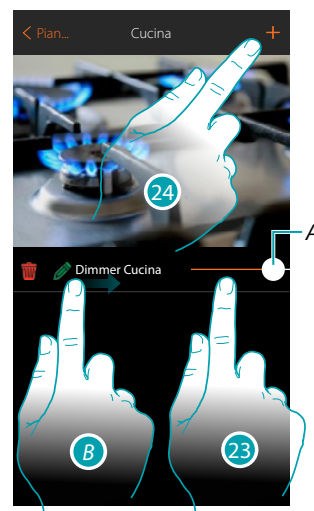 < Pian... Cucina +
24
A
Dimmer Cucina
B 23